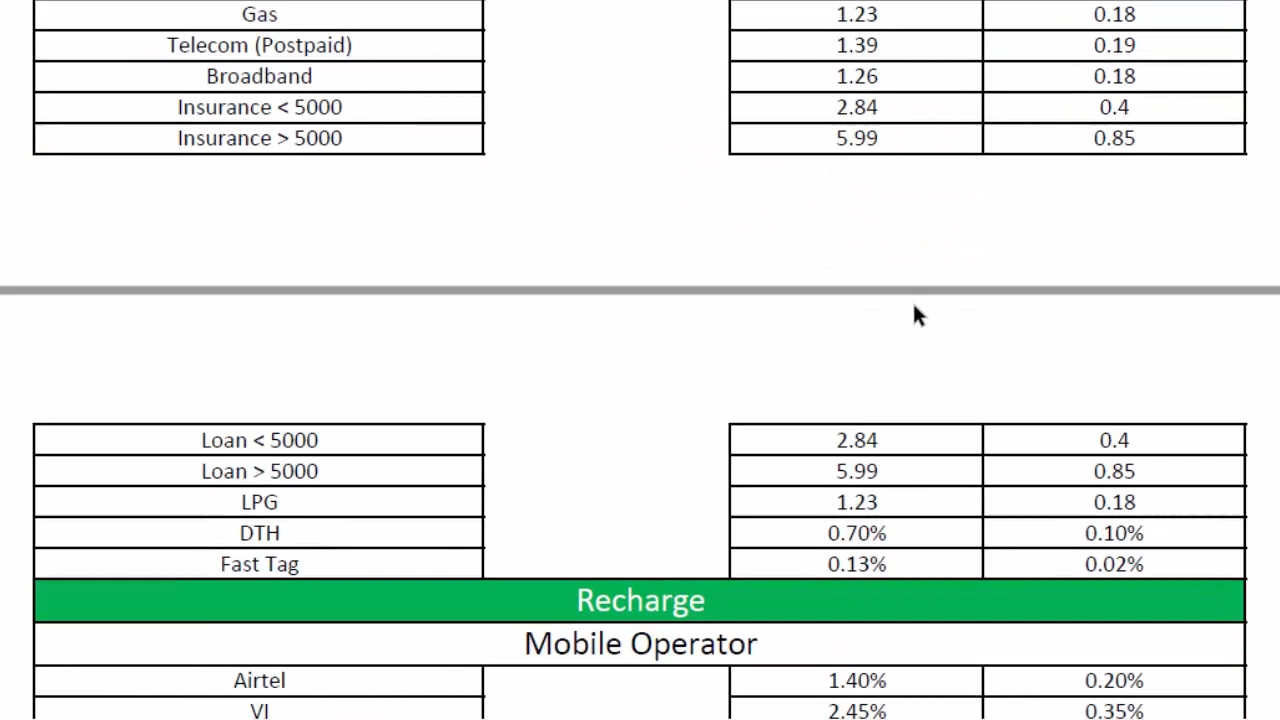 Gas 1.23 0.18
Telecom (Postpaid) 1.39 0.19
Broadband 1.26 0.18
Insurance < 5000 2.84 0.4
Insurance > 5000 5.99 0.85
Loan < 5000 2.84 0.4
Loan > 5000 5.99 0.85
LPG 1.23 0.18
DTH 0.70% 0.10%
Fast Tag 0.13% 0.02%
Recharge
Mobile Operator
Airtel 1.40% 0.20%
VI 2.45% 0.35%